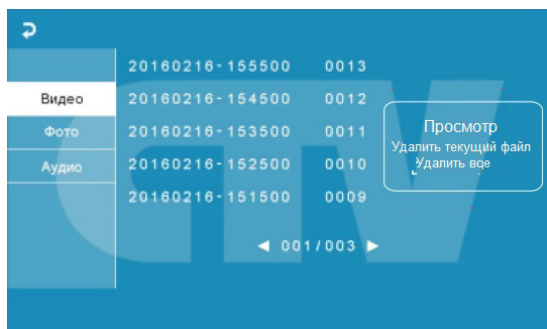 20160216-155500 0013
Видео 20160216-154500 0012
Фото 20160216-153500 0011
Аудио 20160216-152500 0010
20160216-151500 0009
Просмотр
Удалить текущий файл
Удалить все
◀ 001/003 ▶
CTV